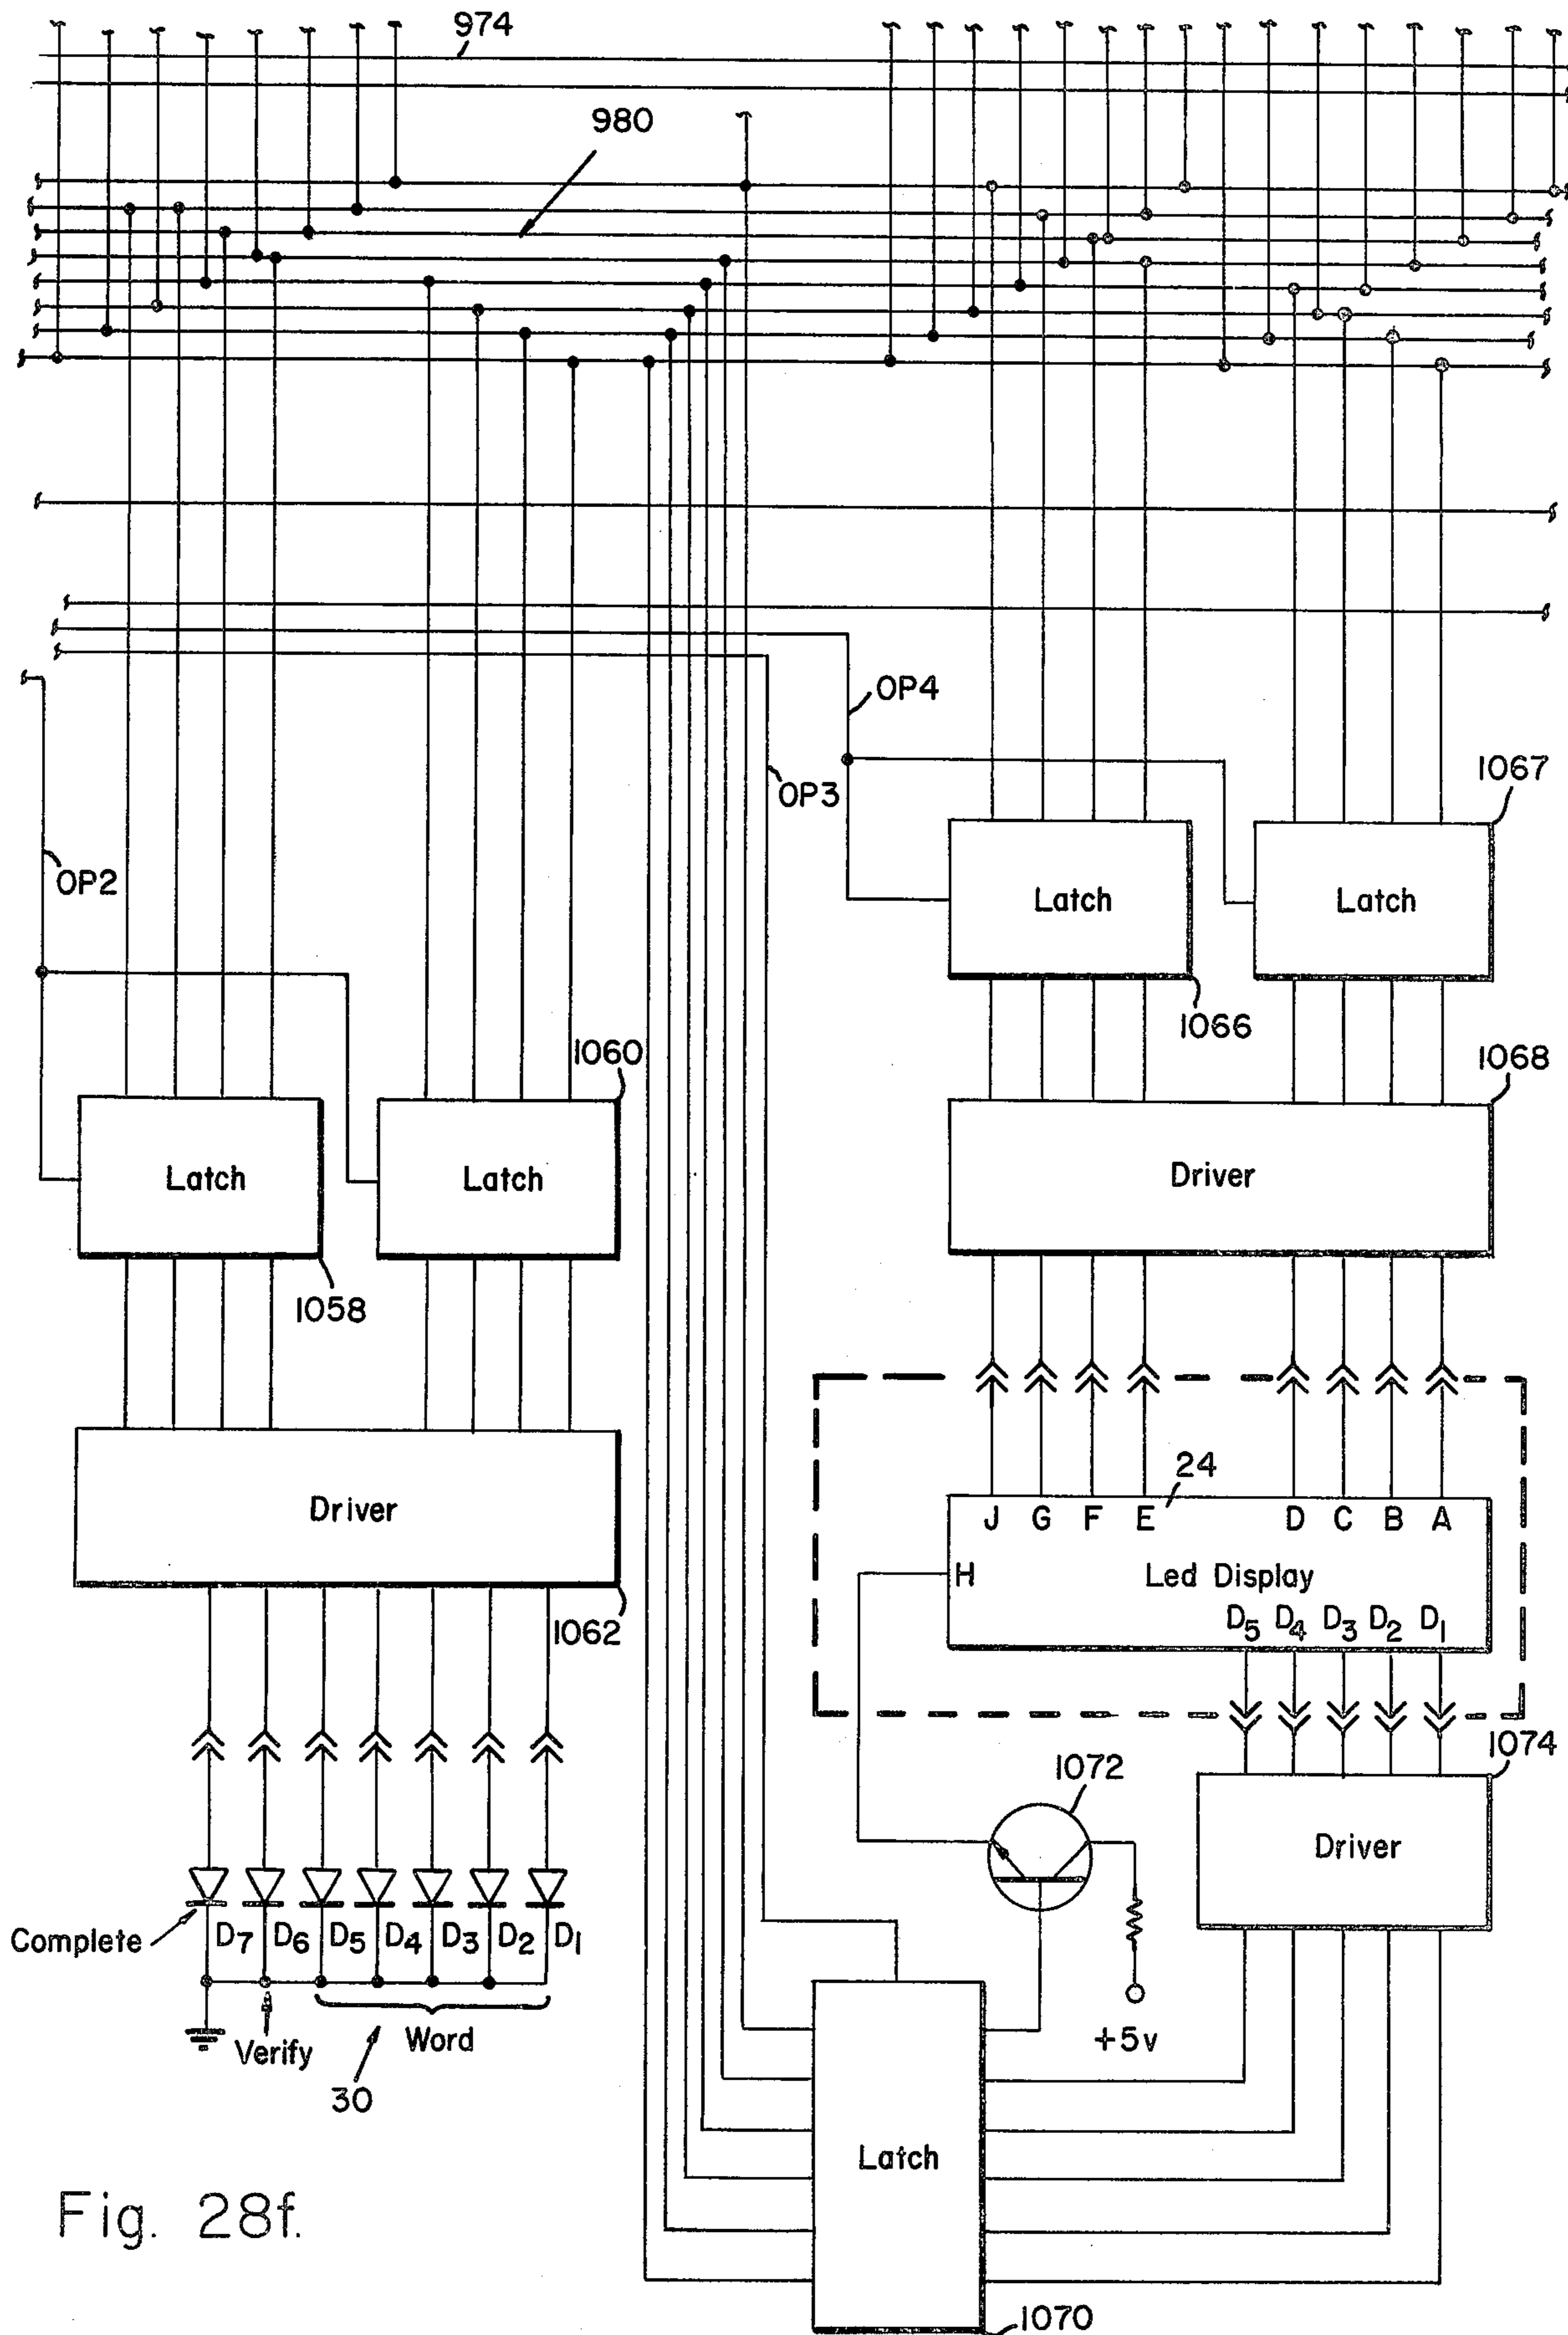 974
980
OP4
OP3
1067
OP2
Latch
Latch
1066
1060
1068
Latch
Latch
Driver
1058
24
J G F E D C B A
Driver
H
Led Display
1062
D5 D4 D3 D2 D1
1074
1072
Driver
Complete
D7 D6 D5 D4 D3 D2 D1
Verify
Word
30
+5v
Latch
Fig. 28f.
1070